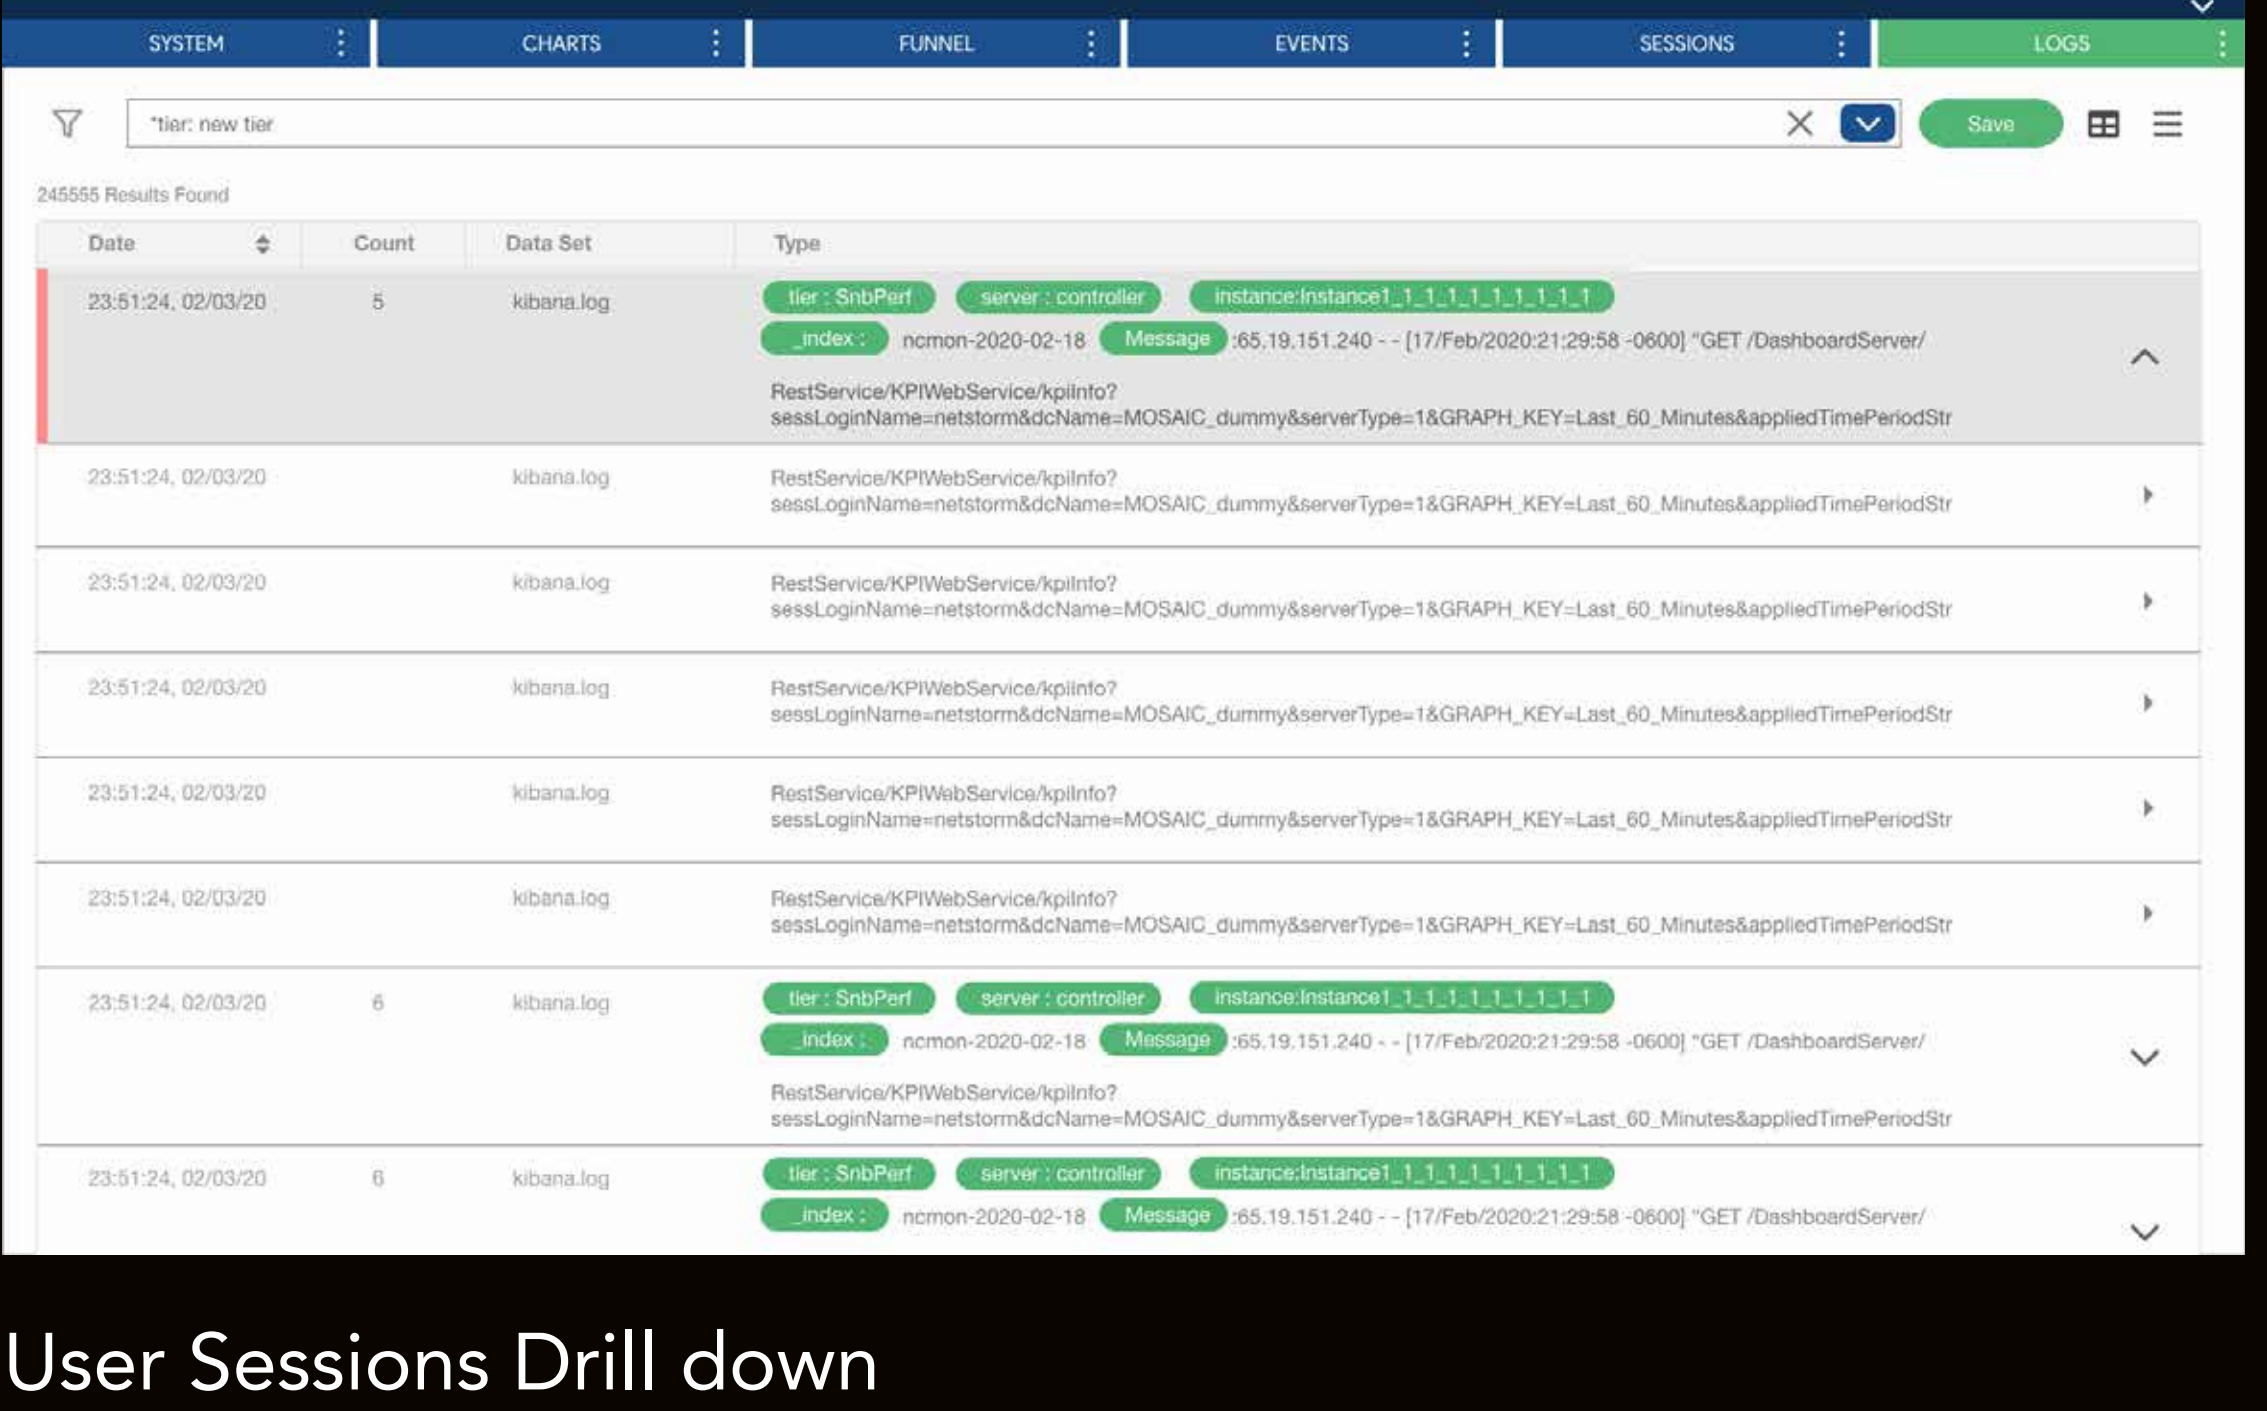 SYSTEM CHARTS FUNNEL EVENTS SESSIONS LOGS
*tier: new tier Save
245555 Results Found
Date Count Data Set Type
23:51:24, 02/03/20 5 kibana.log tier : SnbPerf server : controller instance:Instance1_1_1_1_1_1_1_1_1_1
_index : ncmon-2020-02-18 Message :65.19.151.240 - - [17/Feb/2020:21:29:58 -0600] "GET /DashboardServer/
RestService/KPIWebService/kpiInfo?
sessLoginName=netstorm&dcName=MOSAIC_dummy&serverType=1&GRAPH_KEY=Last_60_Minutes&appliedTimePeriodStr
23:51:24, 02/03/20 kibana.log RestService/KPIWebService/kpiInfo?
sessLoginName=netstorm&dcName=MOSAIC_dummy&serverType=1&GRAPH_KEY=Last_60_Minutes&appliedTimePeriodStr
23:51:24, 02/03/20 kibana.log RestService/KPIWebService/kpiInfo?
sessLoginName=netstorm&dcName=MOSAIC_dummy&serverType=1&GRAPH_KEY=Last_60_Minutes&appliedTimePeriodStr
23:51:24, 02/03/20 kibana.log RestService/KPIWebService/kpiInfo?
sessLoginName=netstorm&dcName=MOSAIC_dummy&serverType=1&GRAPH_KEY=Last_60_Minutes&appliedTimePeriodStr
23:51:24, 02/03/20 kibana.log RestService/KPIWebService/kpiInfo?
sessLoginName=netstorm&dcName=MOSAIC_dummy&serverType=1&GRAPH_KEY=Last_60_Minutes&appliedTimePeriodStr
23:51:24, 02/03/20 kibana.log RestService/KPIWebService/kpiInfo?
sessLoginName=netstorm&dcName=MOSAIC_dummy&serverType=1&GRAPH_KEY=Last_60_Minutes&appliedTimePeriodStr
23:51:24, 02/03/20 6 kibana.log tier : SnbPerf server : controller instance:Instance1_1_1_1_1_1_1_1_1_1
_index : ncmon-2020-02-18 Message :65.19.151.240 - - [17/Feb/2020:21:29:58 -0600] "GET /DashboardServer/
RestService/KPIWebService/kpiInfo?
sessLoginName=netstorm&dcName=MOSAIC_dummy&serverType=1&GRAPH_KEY=Last_60_Minutes&appliedTimePeriodStr
23:51:24, 02/03/20 6 kibana.log tier : SnbPerf server : controller instance:Instance1_1_1_1_1_1_1_1_1_1
_index : ncmon-2020-02-18 Message :65.19.151.240 - - [17/Feb/2020:21:29:58 -0600] "GET /DashboardServer/
User Sessions Drill down